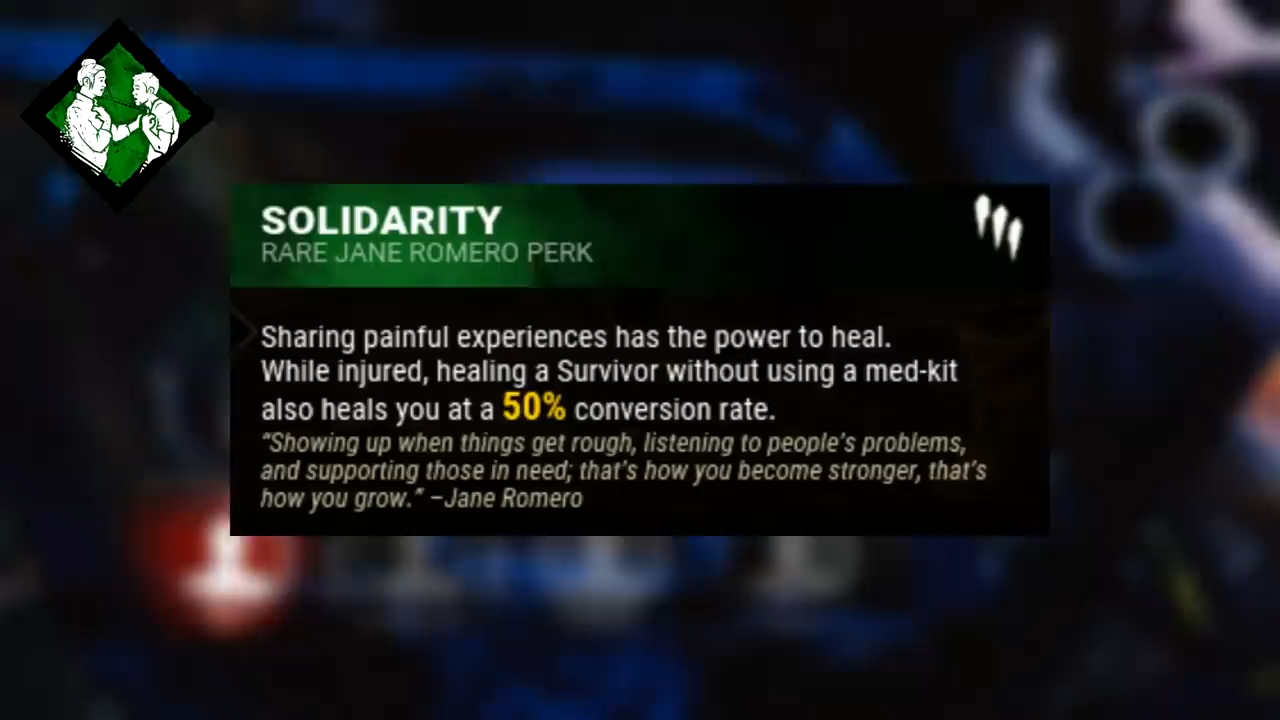 SOLIDARITY
RARE JANE ROMERO PERK
Sharing painful experiences has the power to heal.
While injured, healing a Survivor without using a med-kit
also heals you at a 50% conversion rate.
“Showing up when things get rough, listening to people's problems,
and supporting those in need; that's how you become stronger, that's
how you grow.” –Jane Romero